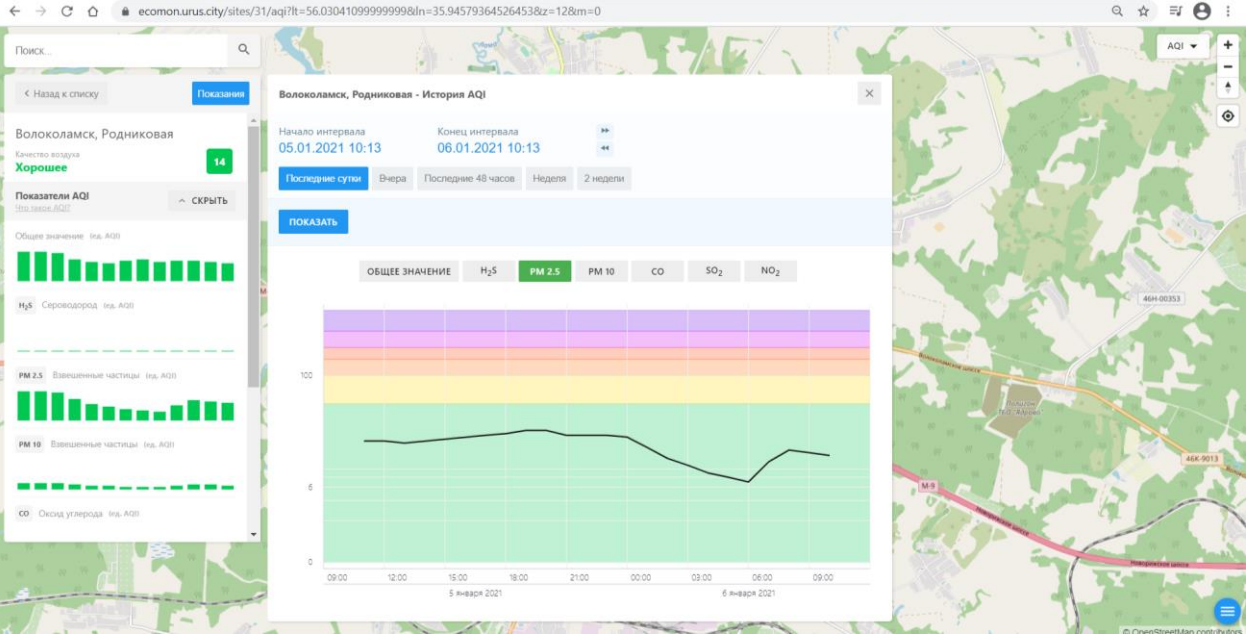 ecomon.urus.city/sites/31/aqi?lt=56.03041099999999&ln=35.94579364526453&z=12&m=0
Поиск...
AQI
Назад к списку
Показания
Волоколамск, Родниковая
Качество воздуха
Хорошее
14
Показатели AQI
Что такое AQI?
СКРЫТЬ
Общее значение (ед. AQI)
H₂S Сероводород (ед. AQI)
PM 2.5 Взвешенные частицы (ед. AQI)
PM 10 Взвешенные частицы (ед. AQI)
CO Оксид углерода (ед. AQI)
Волоколамск, Родниковая - История AQI
Начало интервала
05.01.2021 10:13
Конец интервала
06.01.2021 10:13
Последние сутки
Вчера
Последние 48 часов
Неделя
2 недели
ПОКАЗАТЬ
ОБЩЕЕ ЗНАЧЕНИЕ
H₂S
PM 2.5
PM 10
CO
SO₂
NO₂
100
6
0
09:00 12:00 15:00 18:00 21:00 00:00 03:00 06:00 09:00
5 января 2021
6 января 2021
46Н-00353
Волоколамское шоссе
46К-9013
М-9
Новорижское шоссе
Новорижское шоссе
© OpenStreetMap contributors